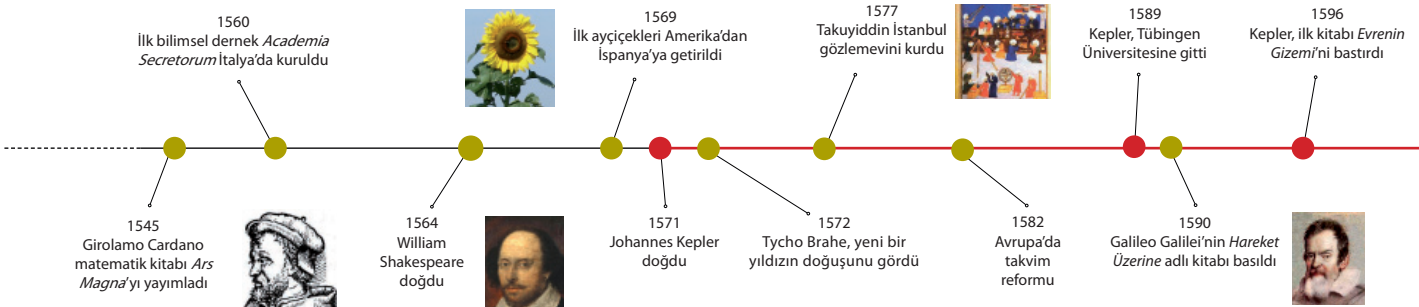 1560
İlk bilimsel dernek Academia
Secretorum İtalya’da kuruldu
1569
İlk ayçiçekleri Amerika’dan
İspanya’ya getirildi
1577
Takuyiddin İstanbul
gözlemevini kurdu
1589
Kepler, Tübingen
Üniversitesine gitti
1596
Kepler, ilk kitabı Evrenin
Gizemi’ni bastırdı
1545
Girolamo Cardano
matematik kitabı Ars
Magna’yı yayımladı
1564
William
Shakespeare
doğdu
1571
Johannes Kepler
doğdu
1572
Tycho Brahe, yeni bir
yıldızın doğuşunu gördü
1582
Avrupa’da
takvim
reformu
1590
Galileo Galilei’nin Hareket
Üzerine adlı kitabı basıldı